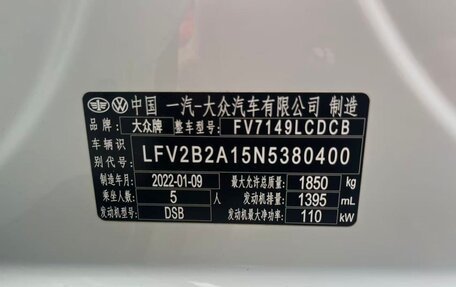 中国 一汽-大众汽车有限公司 制造
品牌 大众牌 整车型号 FV7149LCDCB
车辆识 LFV2B2A15N5380400
制造年月 2022-01-09 最大允许总质量 1850 kg
乘坐人数 5 人 发动机排量 1395 mL
发动机型号 DSB 发动机最大净功率 110 kW